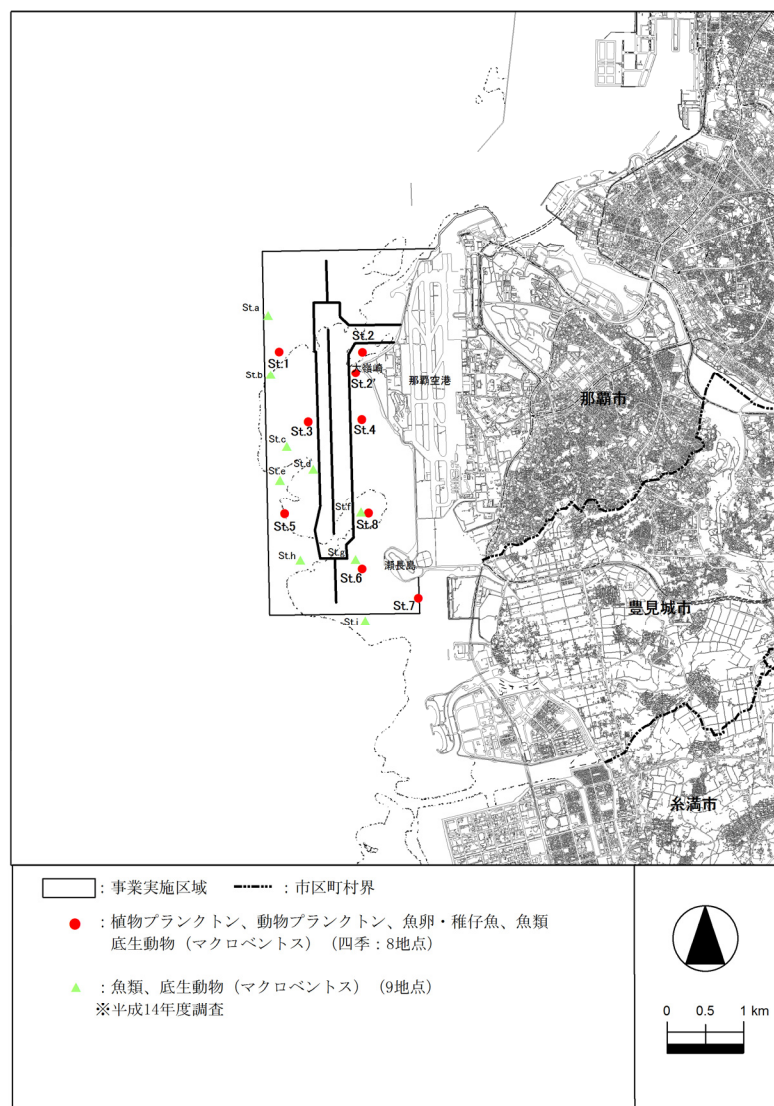 St.a
St.2
St.1
大嶺崎
St.b
St.2'
那覇空港
那覇市
St.3
St.4
St.c
St.d
St.e
St.f
St.5
St.8
St.g
St.h
瀬長島
St.6
St.7
豊見城市
St.i
糸満市
：事業実施区域 ：市区町村界
：植物プランクトン、動物プランクトン、魚卵・稚仔魚、魚類
底生動物（マクロベントス）（四季：8地点）
：魚類、底生動物（マクロベントス）（9地点）
※平成14年度調査
0 0.5 1 km